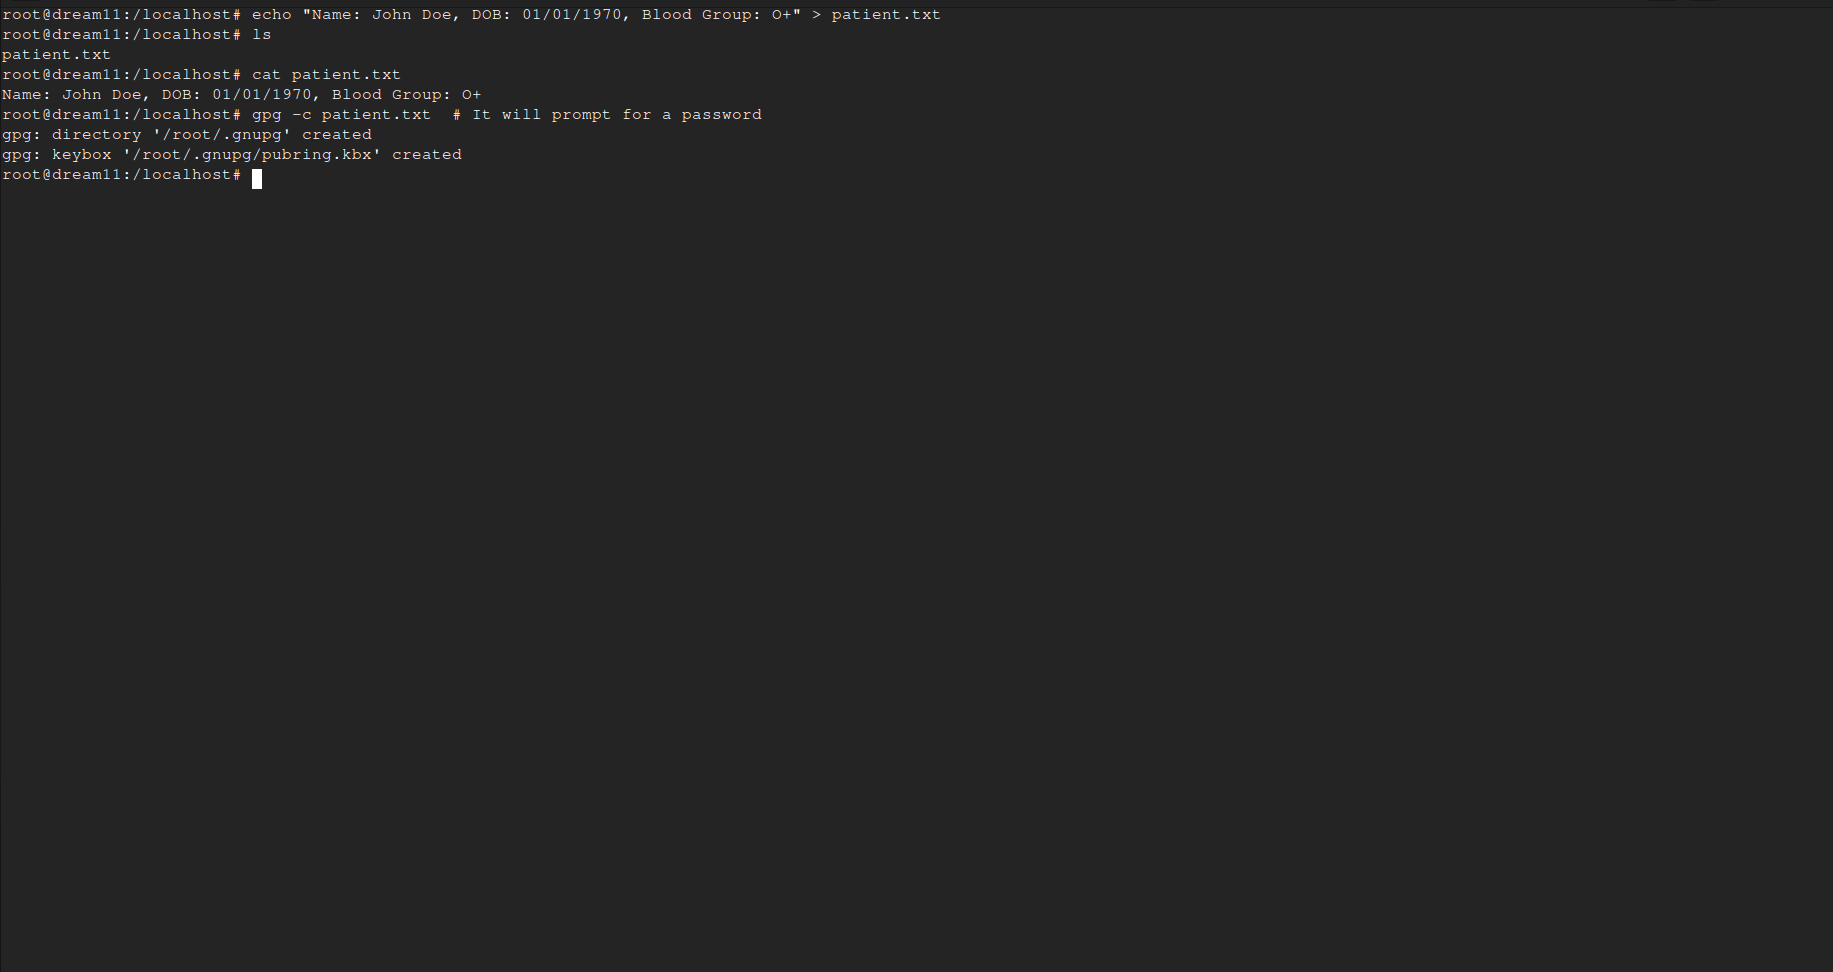 root@dream11:/localhost# echo "Name: John Doe, DOB: 01/01/1970, Blood Group: O+" > patient.txt
root@dream11:/localhost# ls
patient.txt
root@dream11:/localhost# cat patient.txt
Name: John Doe, DOB: 01/01/1970, Blood Group: O+
root@dream11:/localhost# gpg -c patient.txt  # It will prompt for a password
gpg: directory '/root/.gnupg' created
gpg: keybox '/root/.gnupg/pubring.kbx' created
root@dream11:/localhost#